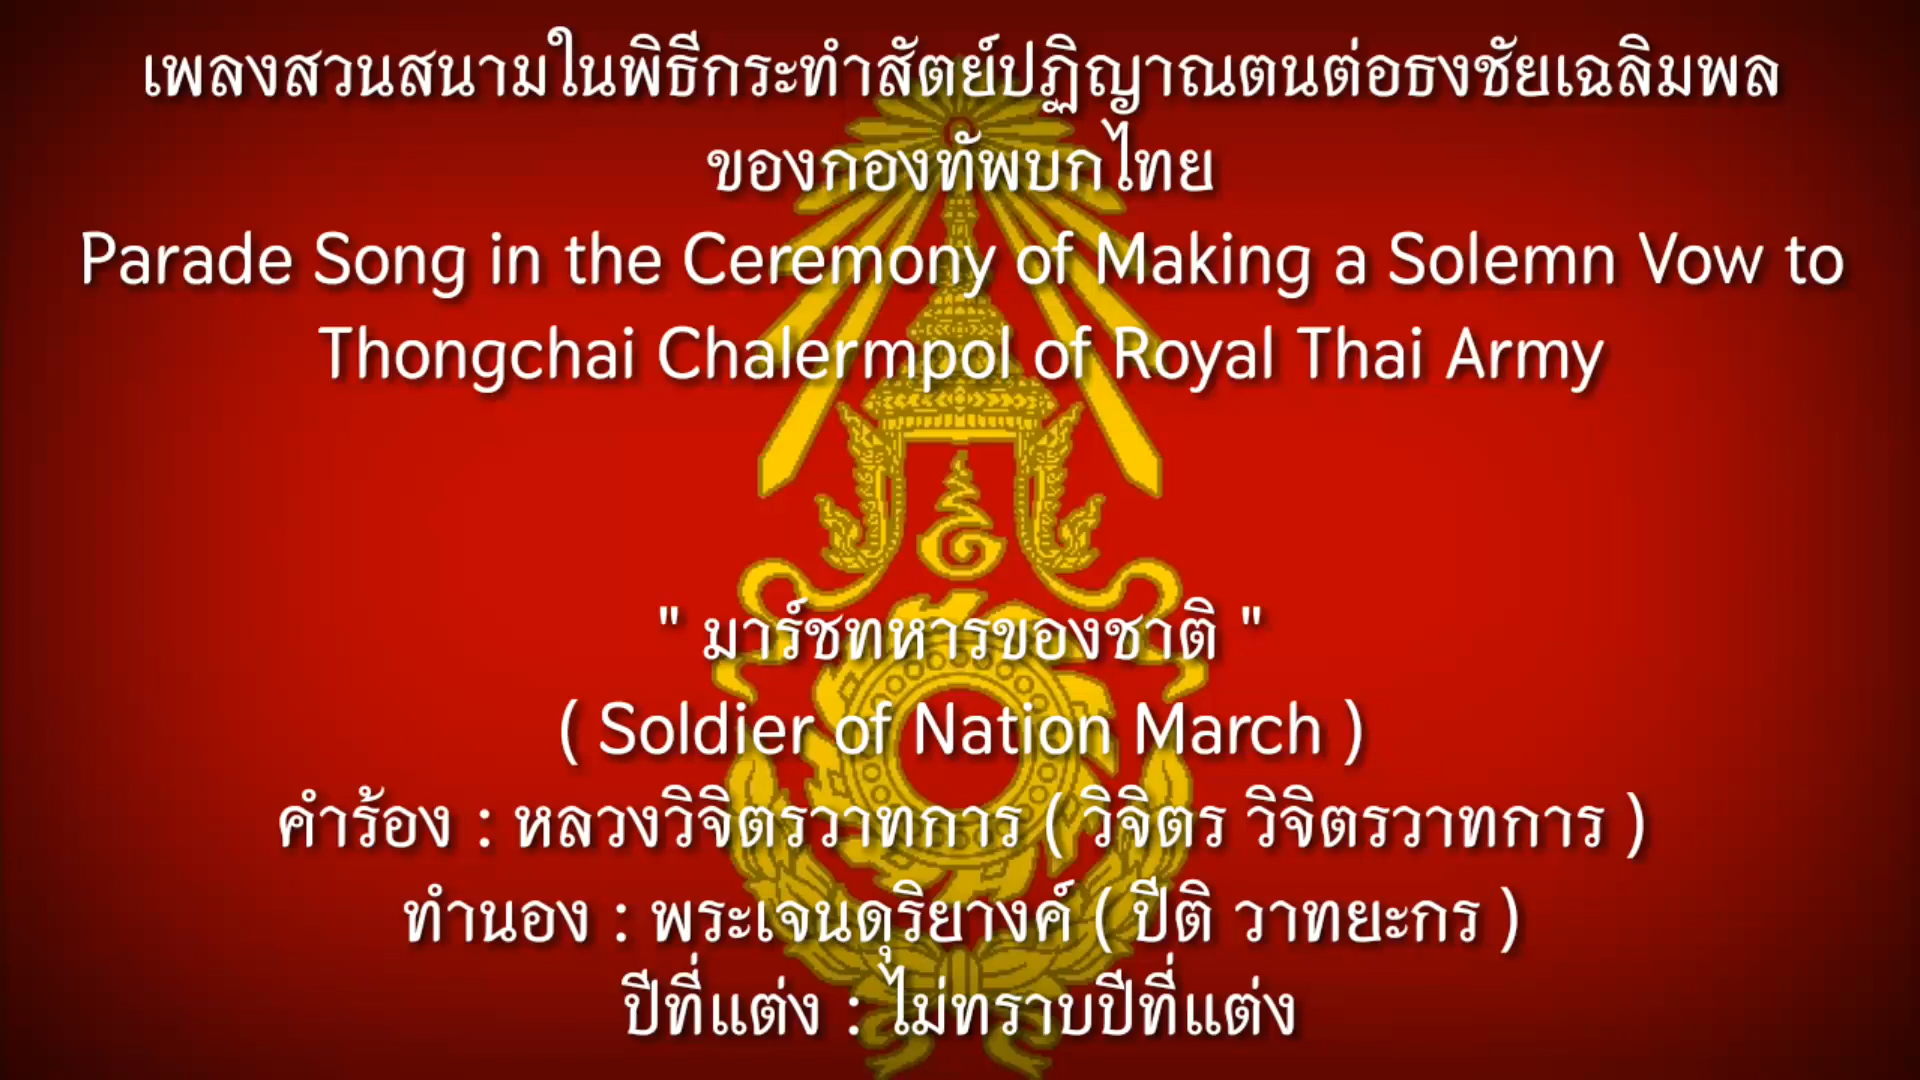 เพลงสวนสนามในพิธีกระทำสัตย์ปฏิญาณตนต่อธงชัยเฉลิมพล
ของกองทัพบกไทย
Parade Song in the Ceremony of Making a Solemn Vow to
Thongchai Chalermpol of Royal Thai Army
" มาร์ชทหารของชาติ "
( Soldier of Nation March )
คำร้อง : หลวงวิจิตรวาทการ ( วิจิตร วิจิตรวาทการ )
ทำนอง : พระเจนดุริยางค์ ( ปีติ วาทยะกร )
ปีที่แต่ง : ไม่ทราบปีที่แต่ง